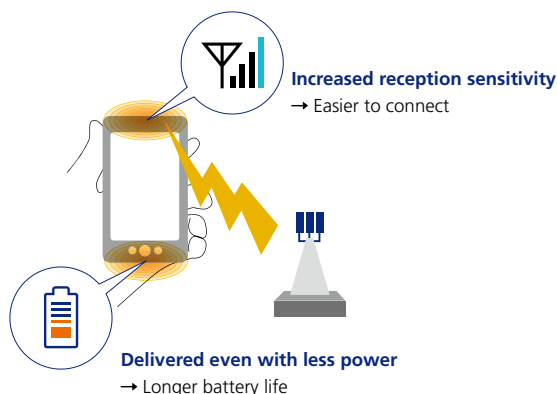 Increased reception sensitivity
→ Easier to connect
Delivered even with less power
→ Longer battery life